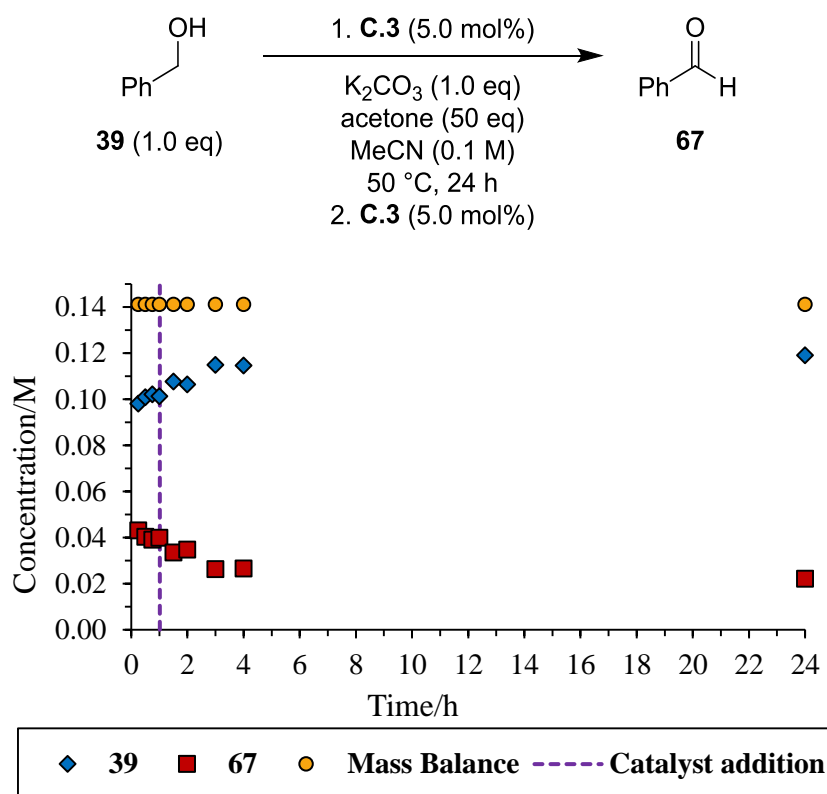 OH
Ph
39 (1.0 eq)
1. C.3 (5.0 mol%)
K₂CO₃ (1.0 eq)
acetone (50 eq)
MeCN (0.1 M)
50 °C, 24 h
2. C.3 (5.0 mol%)
O
Ph H
67
Concentration/M
0.14
0.12
0.10
0.08
0.06
0.04
0.02
0.00
0 2 4 6 8 10 12 14 16 18 20 22 24
Time/h
39 67 Mass Balance Catalyst addition